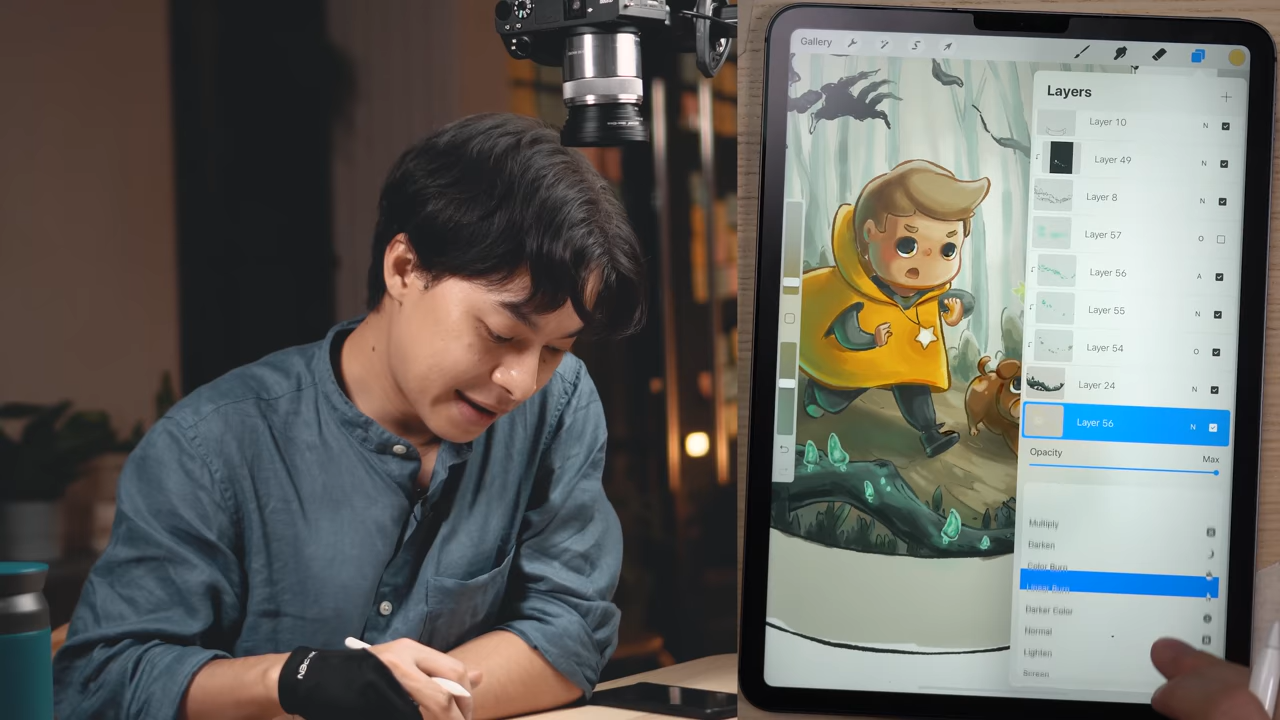 Gallery
Layers
Layer 10 N
Layer 49 N
Layer 8 N
Layer 57 O
Layer 56 A
Layer 55 N
Layer 54 O
Layer 24 N
Layer 56 N
Opacity Max
Multiply
Darken
Color Burn
Linear Burn
Darker Color
Normal
Lighten
Screen